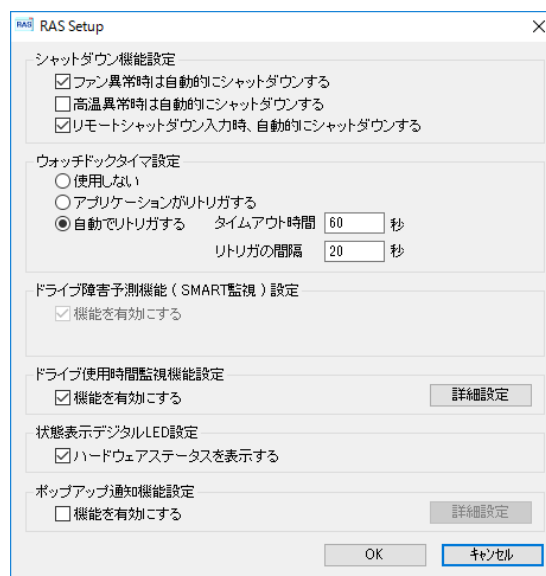 RAS RAS Setup
シャットダウン機能設定
ファン異常時は自動的にシャットダウンする
高温異常時は自動的にシャットダウンする
リモートシャットダウン入力時、自動的にシャットダウンする
ウォッチドックタイマ設定
使用しない
アプリケーションがリトリガする
自動でリトリガする タイムアウト時間 60 秒
リトリガの間隔 20 秒
ドライブ障害予測機能 ( SMART監視 ) 設定
機能を有効にする
ドライブ使用時間監視機能設定
機能を有効にする 詳細設定
状態表示デジタルLED設定
ハードウェアステータスを表示する
ポップアップ通知機能設定
機能を有効にする 詳細設定
OK キャンセル